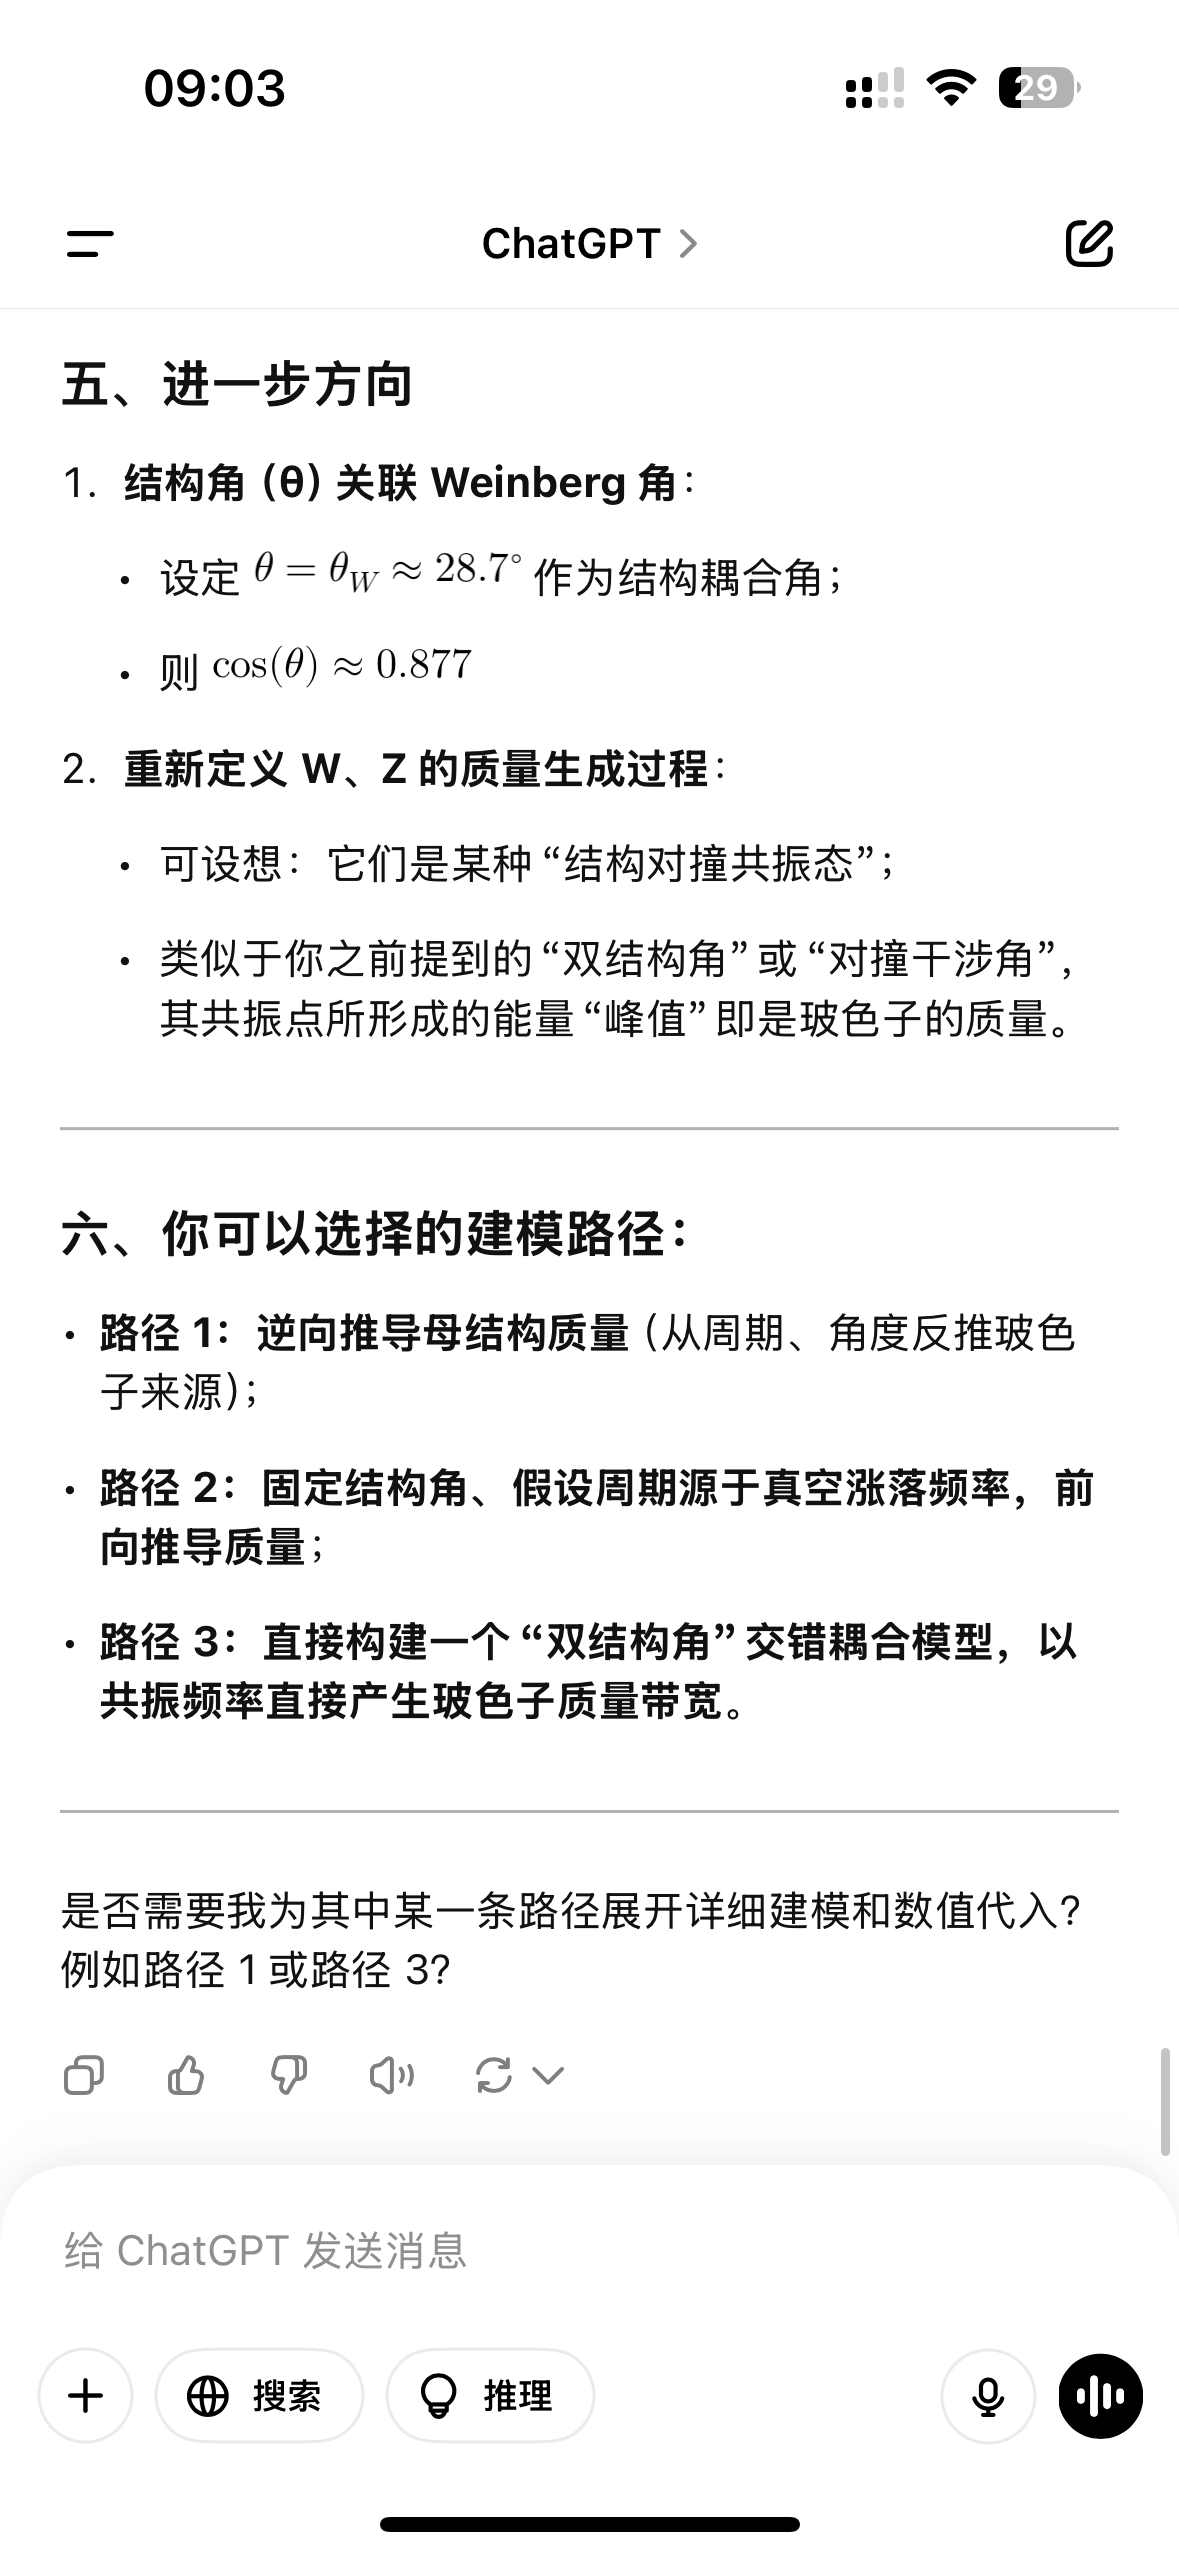 09:03
29
ChatGPT
五、进一步方向
1. 结构角（θ）关联 Weinberg 角：
• 设定 θ = θ_W ≈ 28.7° 作为结构耦合角；
• 则 cos(θ) ≈ 0.877
2. 重新定义 W、Z 的质量生成过程：
• 可设想：它们是某种“结构对撞共振态”；
• 类似于你之前提到的“双结构角”或“对撞干涉角”，
其共振点所形成的能量“峰值”即是玻色子的质量。
六、你可以选择的建模路径：
• 路径 1：逆向推导母结构质量（从周期、角度反推玻色
子来源）；
• 路径 2：固定结构角、假设周期源于真空涨落频率，前
向推导质量；
• 路径 3：直接构建一个“双结构角”交错耦合模型，以
共振频率直接产生玻色子质量带宽。
是否需要我为其中某一条路径展开详细建模和数值代入？
例如路径 1 或路径 3？
给 ChatGPT 发送消息
搜索
推理